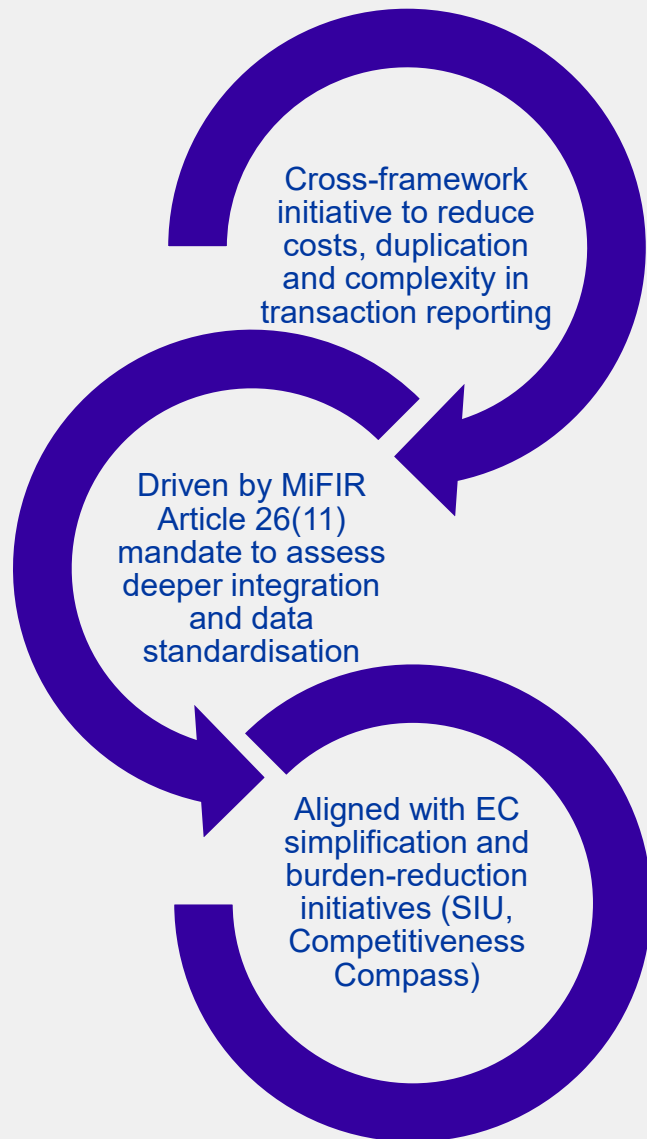 Cross-framework
initiative to reduce
costs, duplication
and complexity in
transaction reporting
Driven by MiFIR
Article 26(11)
mandate to assess
deeper integration
and data
standardisation
Aligned with EC
simplification and
burden-reduction
initiatives (SIU,
Competitiveness
Compass)